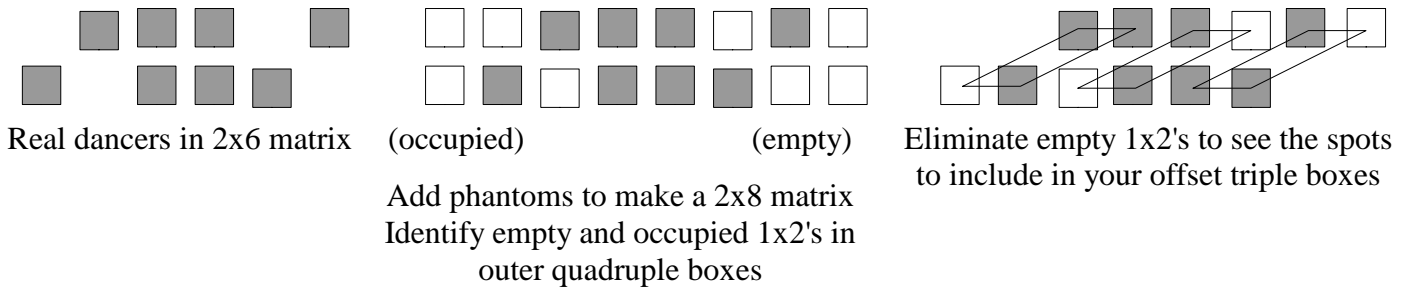 Real dancers in 2x6 matrix
(occupied)
(empty)
Add phantoms to make a 2x8 matrix
Identify empty and occupied 1x2's in
outer quadruple boxes
Eliminate empty 1x2's to see the spots
to include in your offset triple boxes